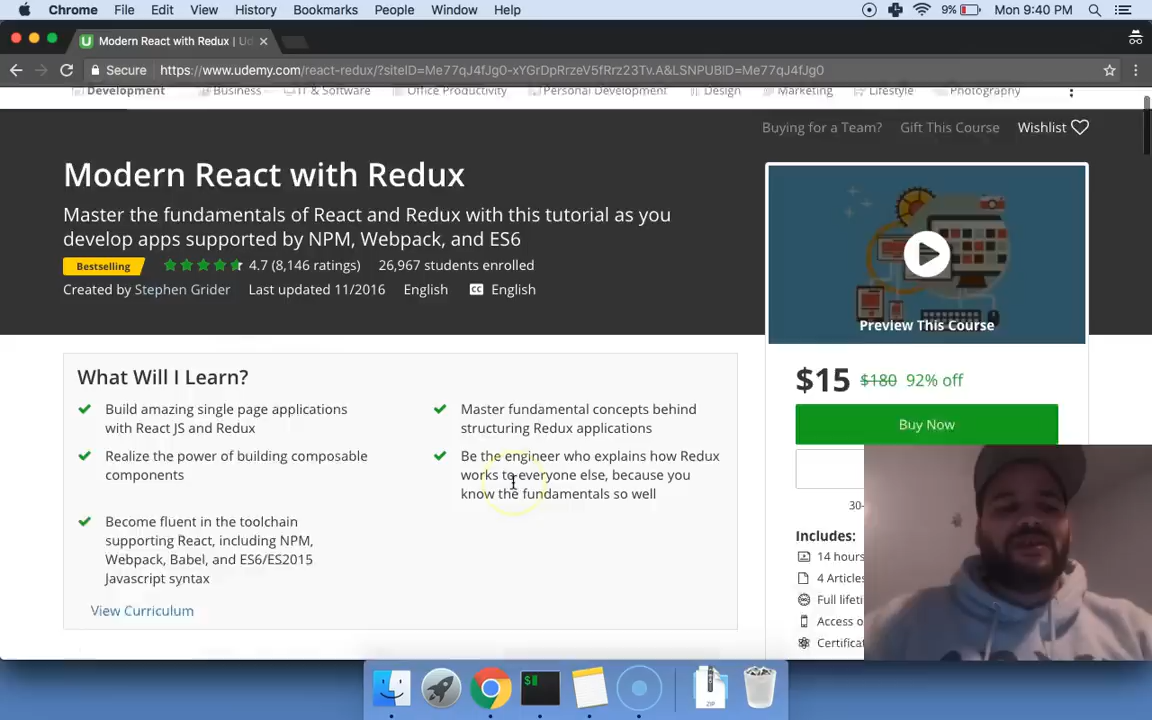 Chrome File Edit View History Bookmarks People Window Help 9% Mon 9:40 PM
Modern React with Redux | Ud
Secure https://www.udemy.com/react-redux/?siteID=Me77qJ4fJg0-xYGrDpRrzeV5fRrz23Tv.A&LSNPUBID=Me77qJ4fJg0
Development Business IT & Software Office Productivity Personal Development Design Marketing Lifestyle Photography
Buying for a Team? Gift This Course Wishlist
Modern React with Redux
Master the fundamentals of React and Redux with this tutorial as you
develop apps supported by NPM, Webpack, and ES6
Bestselling 4.7 (8,146 ratings) 26,967 students enrolled
Created by Stephen Grider Last updated 11/2016 English CC English
Preview This Course
What Will I Learn?
Build amazing single page applications
with React JS and Redux
Realize the power of building composable
components
Become fluent in the toolchain
supporting React, including NPM,
Webpack, Babel, and ES6/ES2015
Javascript syntax
Master fundamental concepts behind
structuring Redux applications
Be the engineer who explains how Redux
works to everyone else, because you
know the fundamentals so well
View Curriculum
$15 $180 92% off
Buy Now
30-
Includes:
14 hours
4 Articles
Full lifeti
Access o
Certifica
$
ZIP